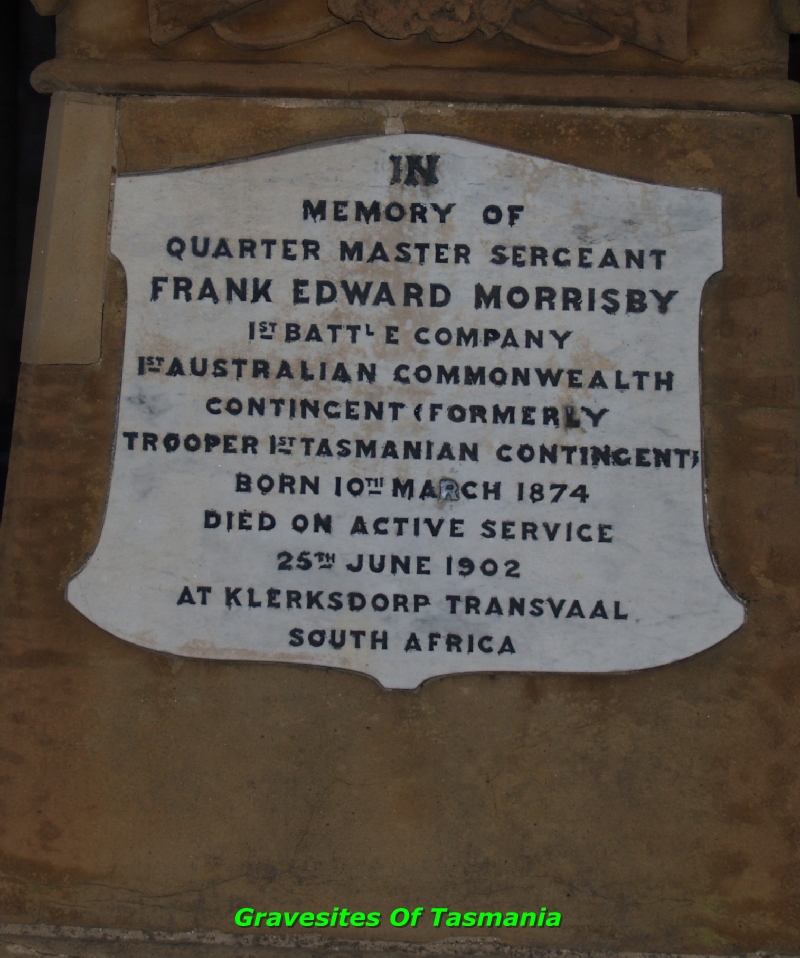 IN
MEMORY OF
QUARTER MASTER SERGEANT
FRANK EDWARD MORRISBY
1ST BATTLE COMPANY
1ST AUSTRALIAN COMMONWEALTH
CONTINGENT (FORMERLY
TROOPER 1ST TASMANIAN CONTINGENT)
BORN 10TH MARCH 1874
DIED ON ACTIVE SERVICE
25TH JUNE 1902
AT KLERKSDORP TRANSVAAL
SOUTH AFRICA
Gravesites Of Tasmania